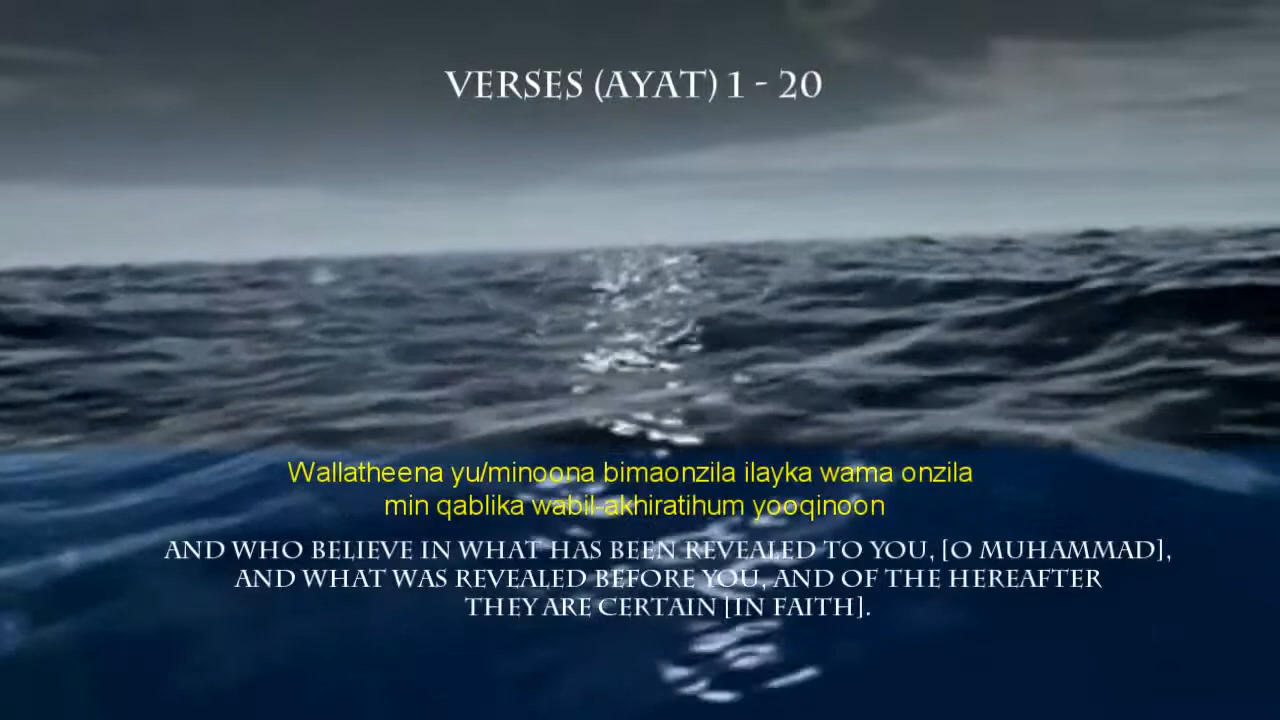 VERSES (AYAT) 1 - 20
Wallatheena yu/minoona bimaonzila ilayka wama onzila
min qablika wabil-akhiratihum yooqinoon
AND WHO BELIEVE IN WHAT HAS BEEN REVEALED TO YOU, [O MUHAMMAD],
AND WHAT WAS REVEALED BEFORE YOU, AND OF THE HEREAFTER
THEY ARE CERTAIN [IN FAITH].